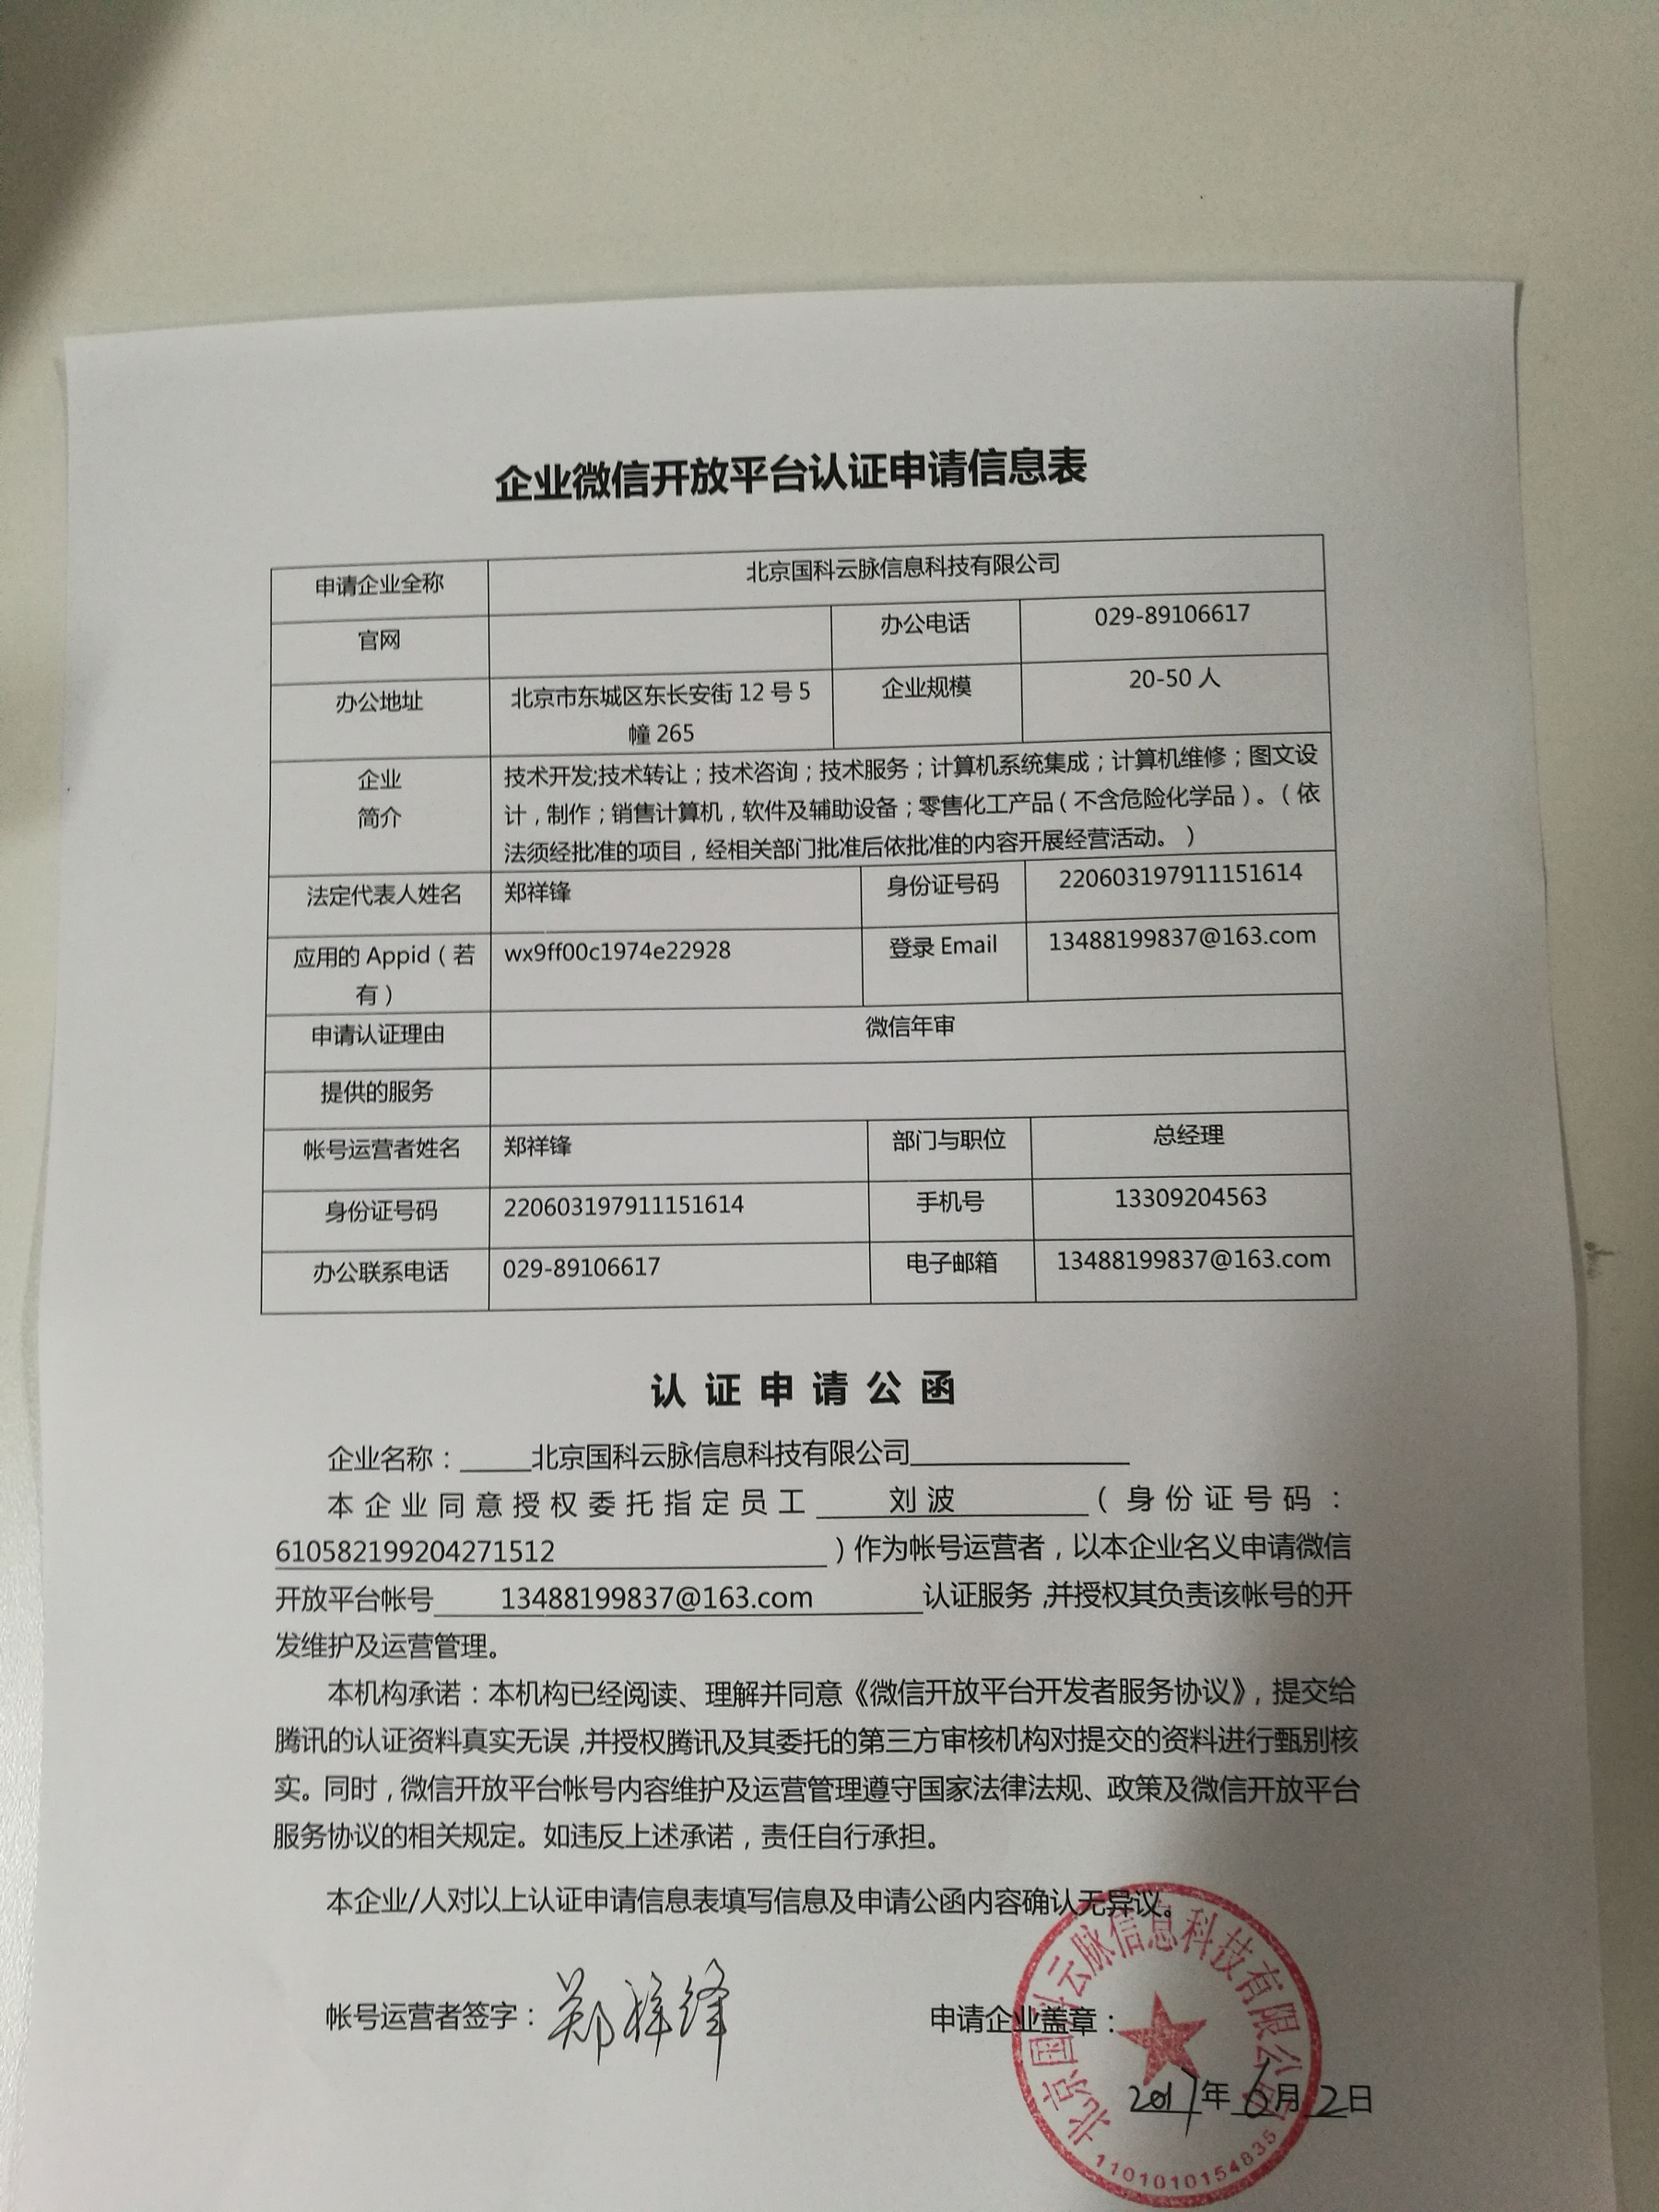 企业微信开放平台认证申请信息表
申请企业全称 北京国科云脉信息科技有限公司
官网 办公电话 029-89106617
办公地址 北京市东城区东长安街 12 号 5 企业规模 20-50 人
幢 265
企业 技术开发;技术转让；技术咨询；技术服务；计算机系统集成；计算机维修；图文设
简介 计，制作；销售计算机，软件及辅助设备；零售化工产品（不含危险化学品）。（依
法须经批准的项目，经相关部门批准后依批准的内容开展经营活动。）
法定代表人姓名 郑祥锋 身份证号码 220603197911151614
应用的 Appid（若 wx9ff00c1974e22928 登录 Email 13488199837@163.com
有）
申请认证理由 微信年审
提供的服务
帐号运营者姓名 郑祥锋 部门与职位 总经理
身份证号码 220603197911151614 手机号 13309204563
办公联系电话 029-89106617 电子邮箱 13488199837@163.com
认证申请公函
企业名称：北京国科云脉信息科技有限公司
本企业同意授权委托指定员工 刘波 （身份证号码：
610582199204271512 ）作为帐号运营者，以本企业名义申请微信
开放平台帐号 13488199837@163.com 认证服务，并授权其负责该帐号的开
发维护及运营管理。
本机构承诺：本机构已经阅读、理解并同意《微信开放平台开发者服务协议》，提交给
腾讯的认证资料真实无误，并授权腾讯及其委托的第三方审核机构对提交的资料进行甄别核
实。同时，微信开放平台帐号内容维护及运营管理遵守国家法律法规、政策及微信开放平台
服务协议的相关规定。如违反上述承诺，责任自行承担。
本企业/人对以上认证申请信息表填写信息及申请公函内容确认无异议。
帐号运营者签字：郑祥锋 申请企业盖章：
2017年6月2日
北京国科云脉信息科技有限公司
1101010154835